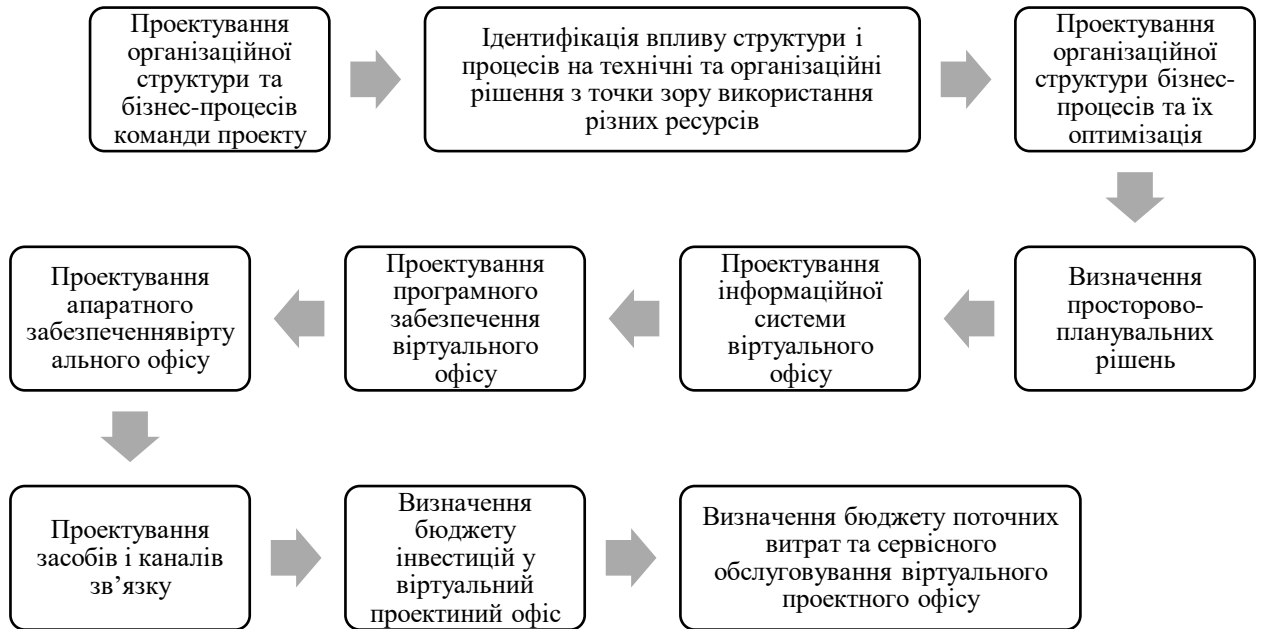 Проектування
організаційної
структури та
бізнес-процесів
команди проекту
Ідентифікація впливу структури і
процесів на технічні та організаційні
рішення з точки зору використання
різних ресурсів
Проектування
організаційної
структури бізнес-
процесів та їх
оптимізація
Визначення
просторово-
планувальних
рішень
Проектування
інформаційної
системи
віртуального
офісу
Проектування
програмного
забезпечення
віртуального
офісу
Проектування
апаратного
забезпеченнявірту
ального офісу
Проектування
засобів і каналів
зв’язку
Визначення
бюджету
інвестицій у
віртуальний
проектиний офіс
Визначення бюджету поточних
витрат та сервісного
обслуговування віртуального
проектного офісу